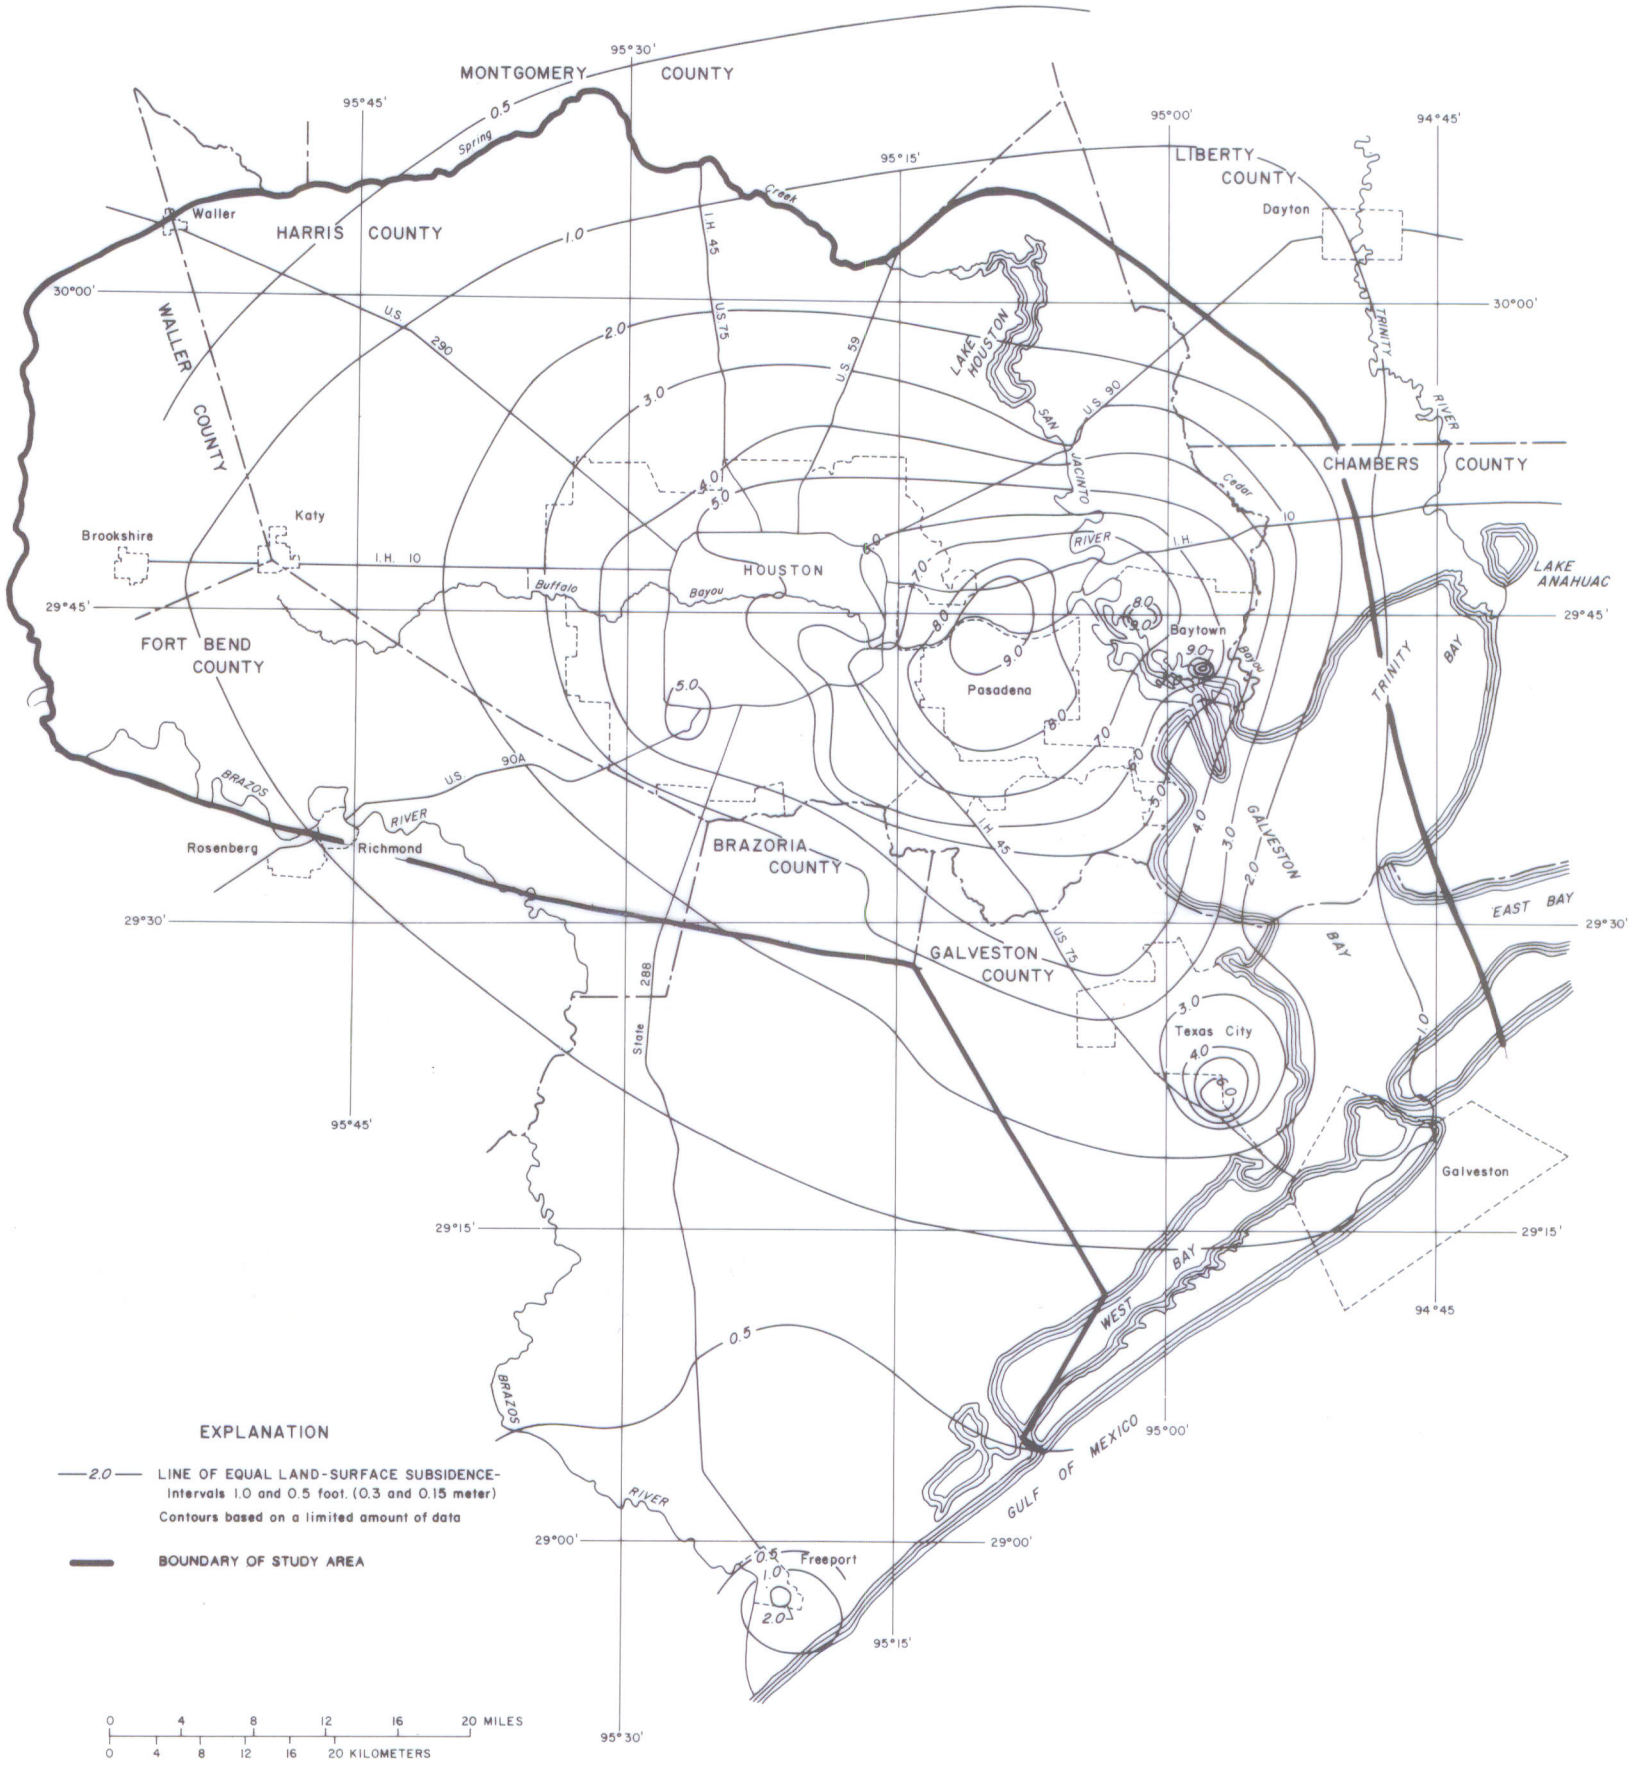 95°30'
MONTGOMERY COUNTY
95°45'
0.5
95°00'
94°45'
Spring
95°15'
LIBERTY
COUNTY
Creek
Dayton
Waller
HARRIS COUNTY
1.0
I.H. 45
30°00'
30°00'
WALLER
COUNTY
U.S. 290
2.0
U.S. 75
U.S. 59
LAKE
HOUSTON
TRINITY
RIVER
3.0
U.S. 90
SAN
JACINTO
RIVER
CHAMBERS COUNTY
4.0
5.0
Cedar
Bayou
Katy
10
Brookshire
6.0
I.H.
I.H. 10
HOUSTON
7.0
LAKE
ANAHUAC
Buffalo
Bayou
29°45'
8.0
8.0
9.0
29°45'
Baytown
FORT BEND
COUNTY
9.0
9.0
TRINITY
BAY
5.0
Pasadena
8.0
7.0
6.0
5.0
4.0
3.0
2.0
BRAZOS
RIVER
U.S. 90A
Rosenberg
Richmond
I.H. 45
GALVESTON
BAY
BRAZORIA
COUNTY
29°30'
EAST BAY
29°30'
GALVESTON
COUNTY
US 75
State 288
3.0
Texas City
4.0
6.0
1.0
95°45'
Galveston
29°15'
29°15'
WEST
BAY
94°45
0.5
BRAZOS
RIVER
95°00'
GULF OF MEXICO
29°00'
29°00'
0.5
Freeport
1.0
2.0
95°15'
95°30'
EXPLANATION
2.0 LINE OF EQUAL LAND-SURFACE SUBSIDENCE-
Intervals 1.0 and 0.5 foot. (0.3 and 0.15 meter)
Contours based on a limited amount of data
BOUNDARY OF STUDY AREA
0 4 8 12 16 20 MILES
0 4 8 12 16 20 KILOMETERS